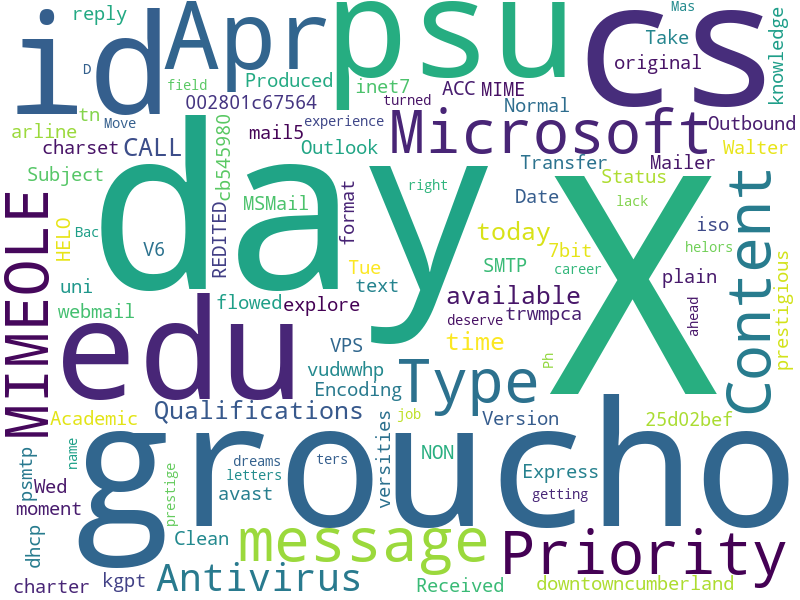 Mas
reply
id
Apr
psu
cs
Take
knowledge
original
D
field
Produced
inet7
ACC
MIME
002801c67564
turned
Normal
tn
Move
mail5
experience
Microsoft
Outbound
arline
charset
CALL
Outlook
Transfer
Mailer
Walter
Subject
cb545980
day
right
X
Status
MSMail
format
Date
lack
Content
MIMEOLE
HELO
Bac
V6
REDITED
Tue
today
7bit
iso
helors
SMTP
career
plain
uni
text
webmail
flowed
explore
available
trwmpca
deserve
ahead
prestigious
edu
VPS
time
vudwwhp
Ph
Encoding
Type
Academic
Qualifications
versities
job
Version
25d02bef
groucho
psmtp
name
dreams
ters
NON
Express
Wed
prestige
letters
avast
getting
moment
dhcp
Clean
message
Priority
charter
kgpt
Antivirus
Received
downtowncumberland